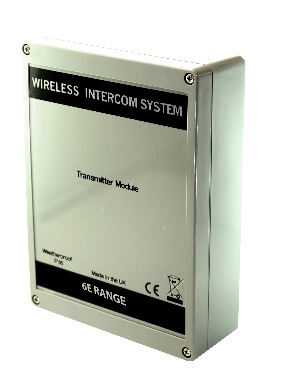 WIRELESS INTERCOM SYSTEM
Transmitter Module
Weatherproof
Made in the UK
CE
6E RANGE